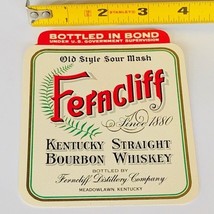 2 3 4
BOTTLED IN BOND
UNDER U.S. GOVERNMENT SUPERVISION
Old Style Sour Mash
Ferncliff
Since 1880
KENTUCKY STRAIGHT
BOURBON WHISKEY
BOTTLED BY
Ferncliff Distillery Company
MEADOWLAWN, KENTUCKY